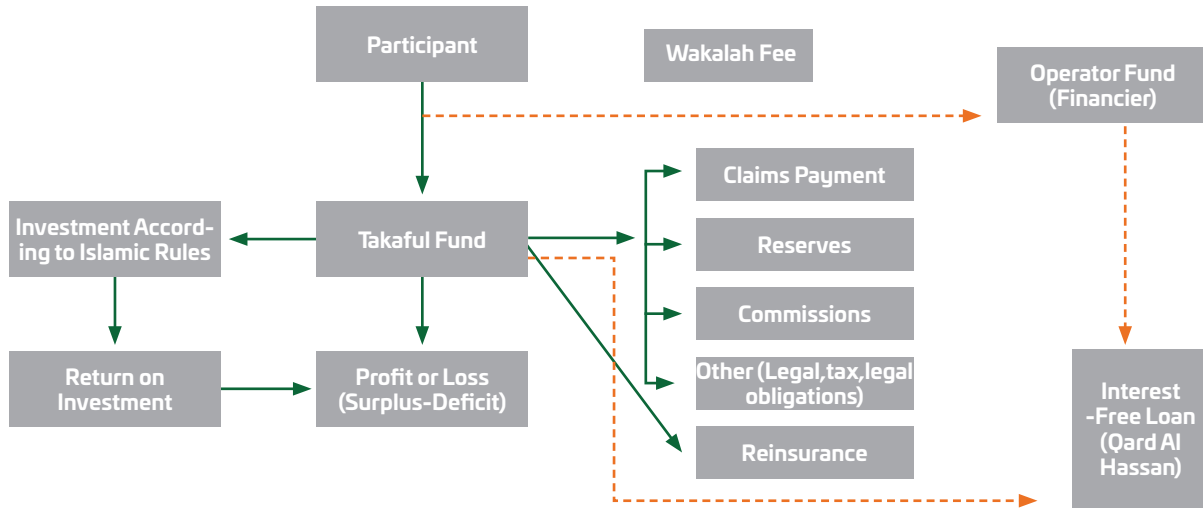 Participant
Wakalah Fee
Operator Fund
(Financier)
Claims Payment
Investment Accord-
ing to Islamic Rules
Takaful Fund
Reserves
Commissions
Return on
Investment
Profit or Loss
(Surplus-Deficit)
Other (Legal,tax,legal
obligations)
Interest
-Free Loan
(Qard Al
Hassan)
Reinsurance